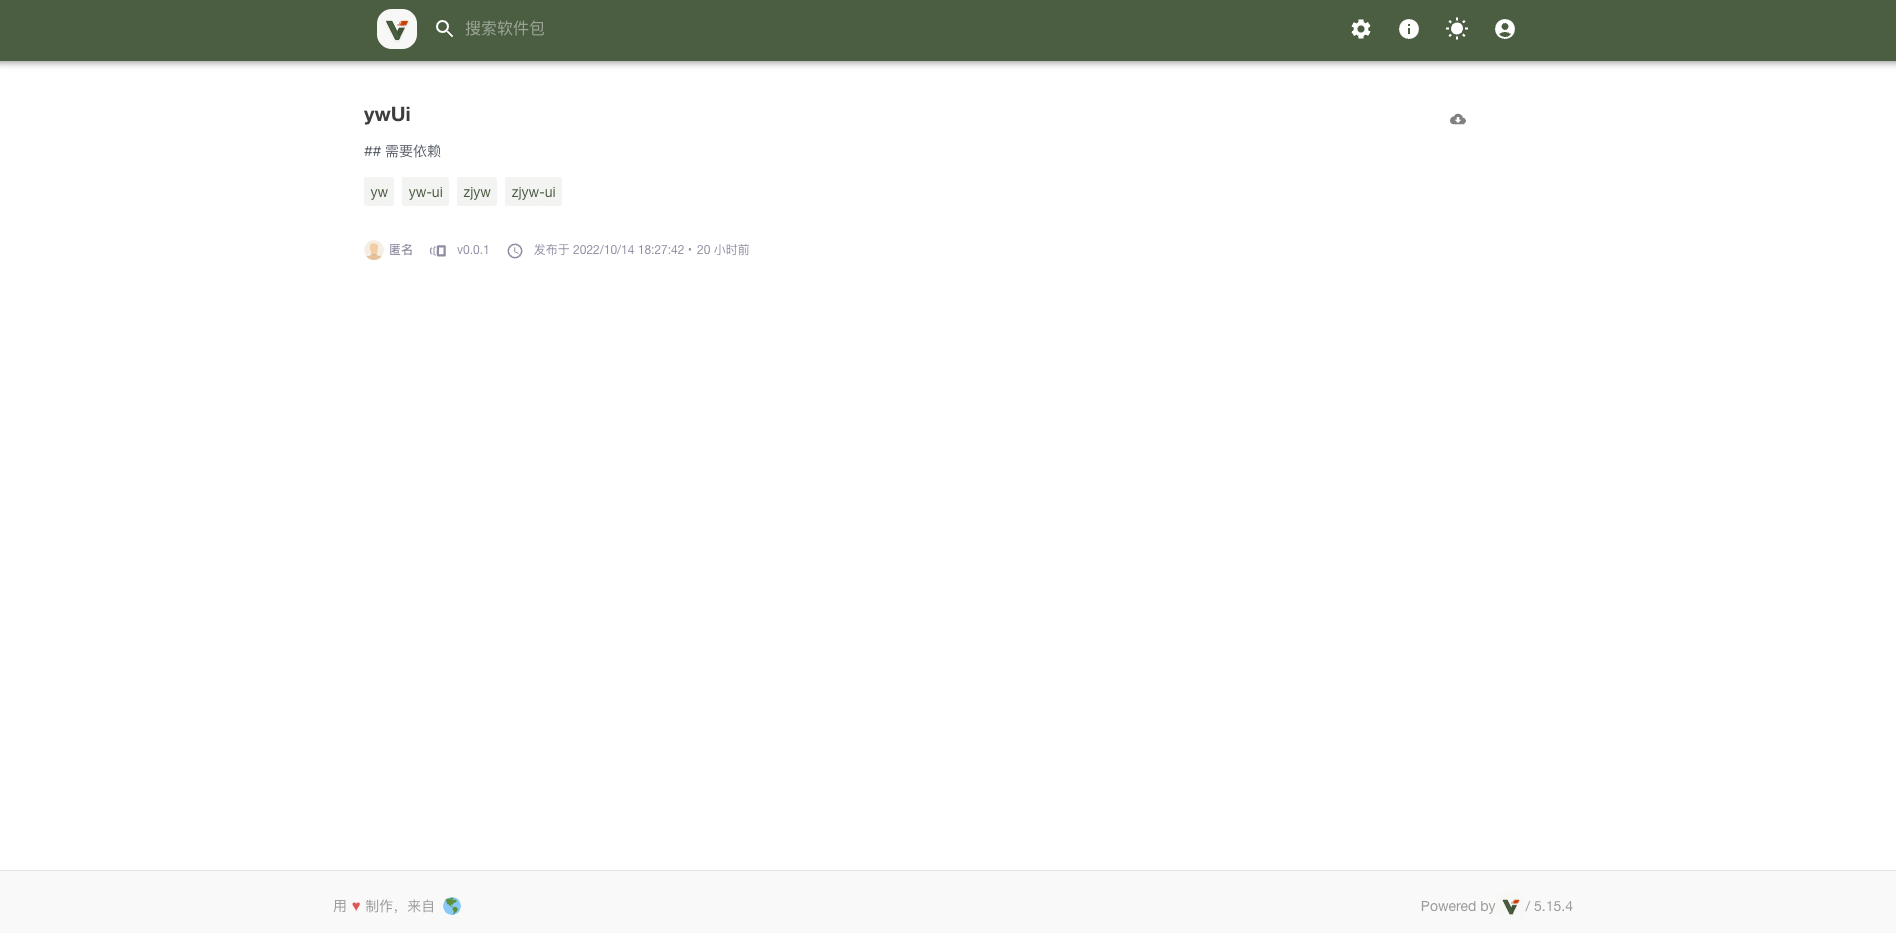 搜索软件包
ywUi
## 需要依赖
yw yw-ui zjyw zjyw-ui
匿名 v0.0.1 发布于 2022/10/14 18:27:42 • 20 小时前
用 ♥ 制作，来自
Powered by / 5.15.4